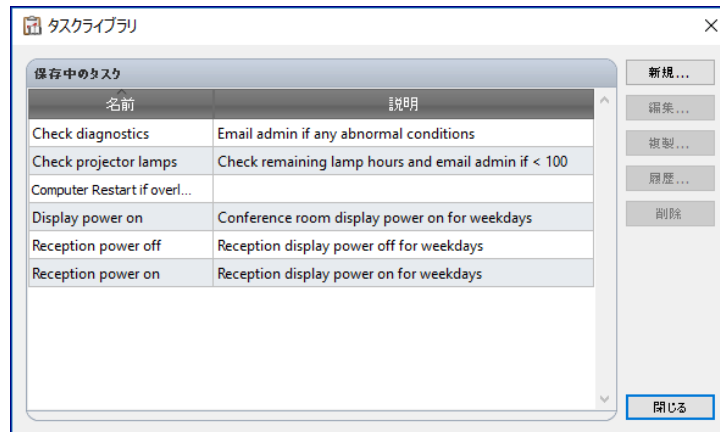 タスクライブラリ
保存中のタスク
名前 説明
Check diagnostics Email admin if any abnormal conditions
Check projector lamps Check remaining lamp hours and email admin if < 100
Computer Restart if overl...
Display power on Conference room display power on for weekdays
Reception power off Reception display power off for weekdays
Reception power on Reception display power on for weekdays
新規...
編集...
複製...
履歴...
削除
閉じる